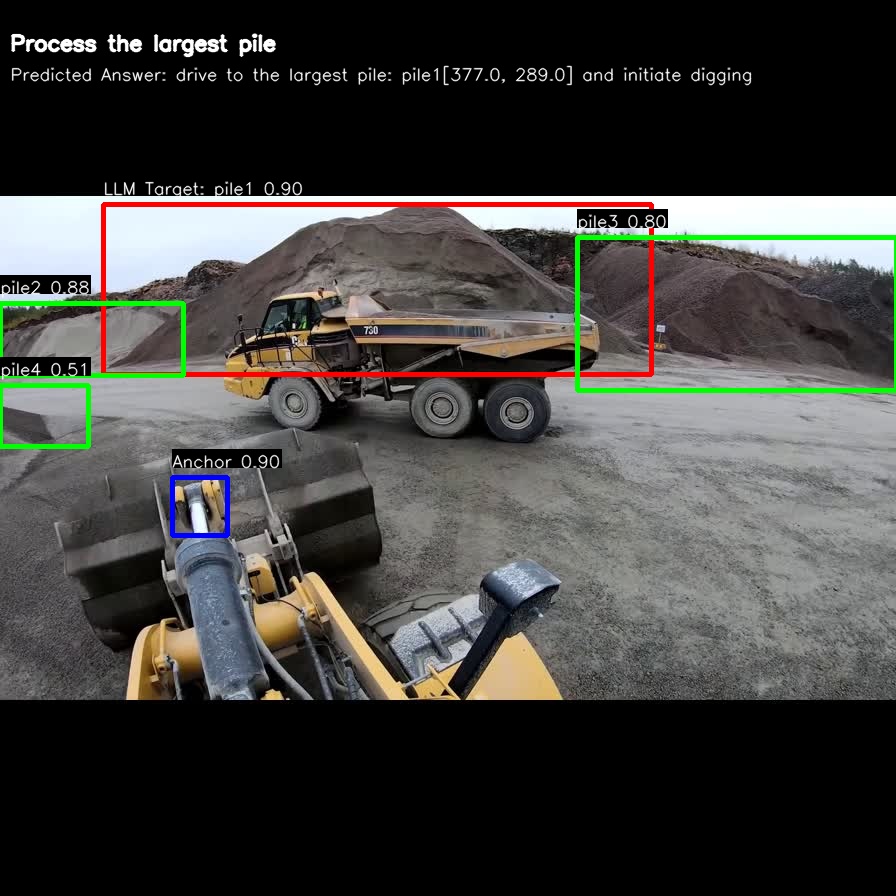 Process the largest pile
Predicted Answer: drive to the largest pile: pile1[377.0, 289.0] and initiate digging
LLM Target: pile1 0.90
pile3 0.80
pile2 0.88
730
pile4 0.51
Anchor 0.90